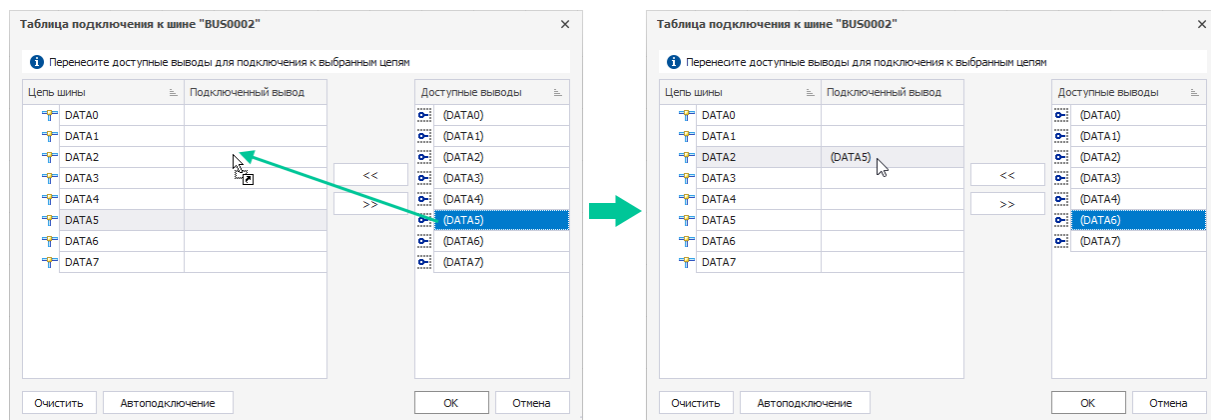 Таблица подключения к шине "BUS0002"
Перенесите доступные выводы для подключения к выбранным цепям
Цепь шины Подключенный вывод Доступные выводы
DATA0 (DATA0)
DATA1 (DATA1)
DATA2 (DATA2)
DATA3 << (DATA3)
DATA4 >> (DATA4)
DATA5 (DATA5)
DATA6 (DATA6)
DATA7 (DATA7)
Очистить Автоподключение OK Отмена
Таблица подключения к шине "BUS0002"
Перенесите доступные выводы для подключения к выбранным цепям
Цепь шины Подключенный вывод Доступные выводы
DATA0 (DATA0)
DATA1 (DATA1)
DATA2 (DATA5) (DATA2)
DATA3 << (DATA3)
DATA4 >> (DATA4)
DATA5 (DATA6)
DATA6 (DATA7)
DATA7
Очистить Автоподключение OK Отмена